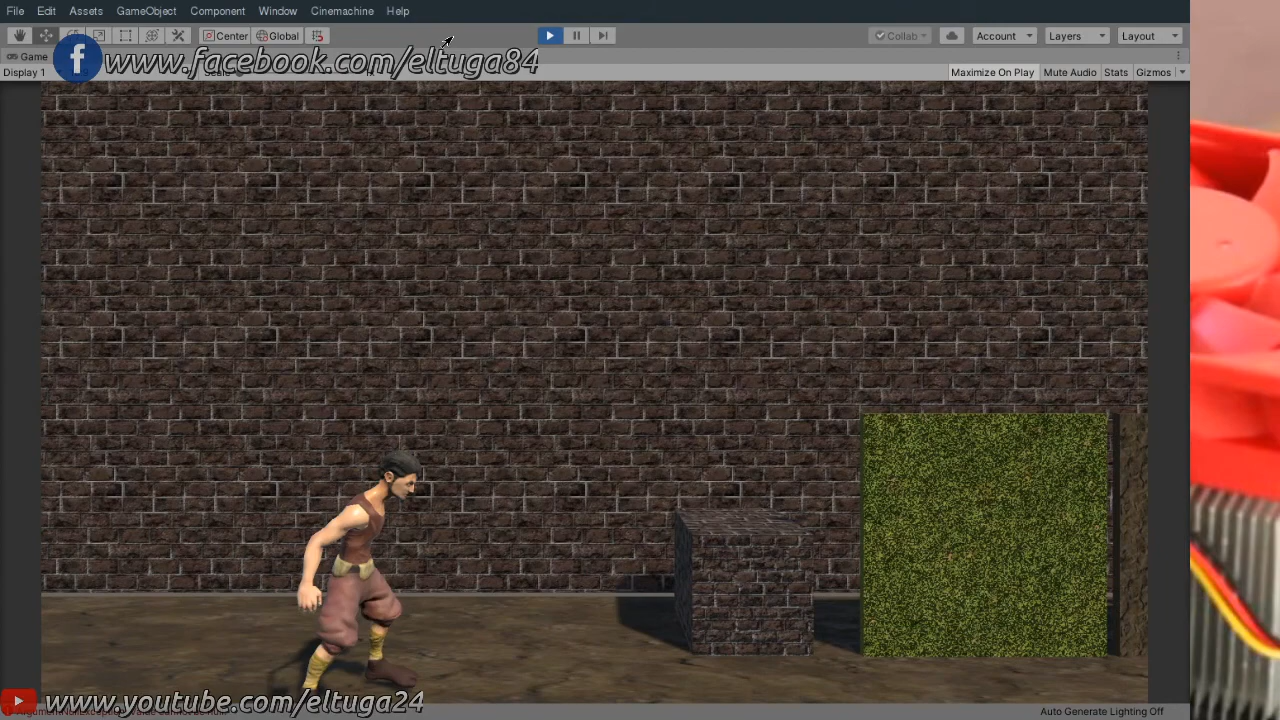 File Edit Assets GameObject Component Window Cinemachine Help
Center Global Collab Account Layers Layout
Game
f www.facebook.com/eltuga84
Display 1 Maximize On Play Mute Audio Stats Gizmos
www.youtube.com/eltuga24
Auto Generate Lighting Off